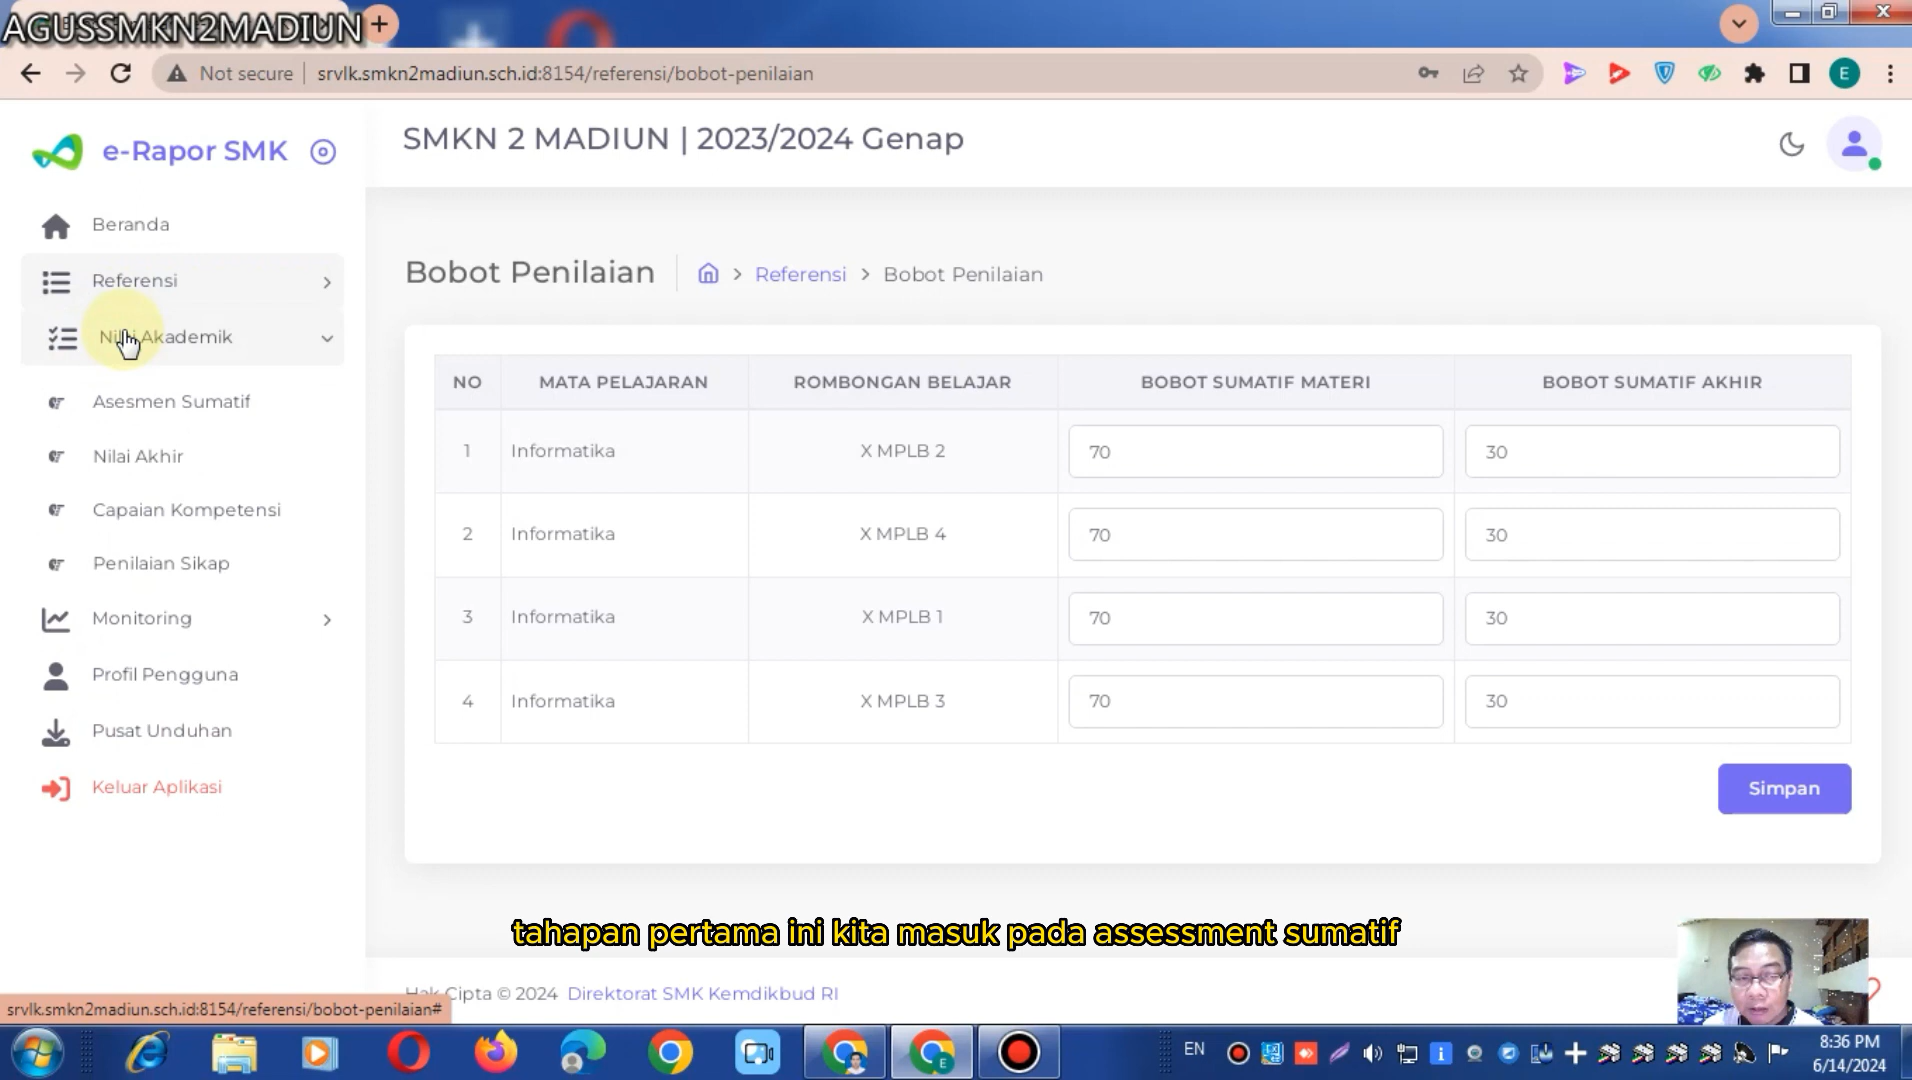 AGUSSMKN2MADIUN
Not secure
srvlk.smkn2madiun.sch.id:8154/referensi/bobot-penilaian
E
e-Rapor SMK
SMKN 2 MADIUN | 2023/2024 Genap
Beranda
Referensi
Nilai Akademik
Asesmen Sumatif
Nilai Akhir
Capaian Kompetensi
Penilaian Sikap
Monitoring
Profil Pengguna
Pusat Unduhan
Keluar Aplikasi
Bobot Penilaian
Referensi > Bobot Penilaian
NO MATA PELAJARAN ROMBONGAN BELAJAR BOBOT SUMATIF MATERI BOBOT SUMATIF AKHIR
1 Informatika X MPLB 2 70 30
2 Informatika X MPLB 4 70 30
3 Informatika X MPLB 1 70 30
4 Informatika X MPLB 3 70 30
Simpan
tahapan pertama ini kita masuk pada assessment sumatif
Hak Cipta © 2024 Direktorat SMK Kemdikbud RI
srvlk.smkn2madiun.sch.id:8154/referensi/bobot-penilaian#
EN
8:36 PM
6/14/2024